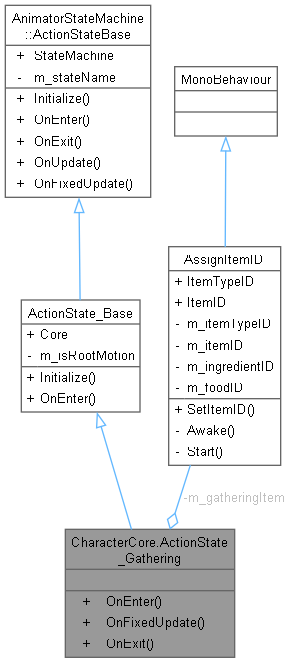 AnimatorStateMachine
::ActionStateBase
+ StateMachine
- m_stateName
+ Initialize()
+ OnEnter()
+ OnExit()
+ OnUpdate()
+ OnFixedUpdate()
MonoBehaviour
ActionState_Base
+ Core
- m_isRootMotion
+ Initialize()
+ OnEnter()
AssignItemID
+ ItemTypeID
+ ItemID
- m_itemTypeID
- m_itemID
- m_ingredientID
- m_foodID
+ SetItemID()
- Awake()
- Start()
-m_gatheringItem
CharacterCore.ActionState
_Gathering
+ OnEnter()
+ OnFixedUpdate()
+ OnExit()